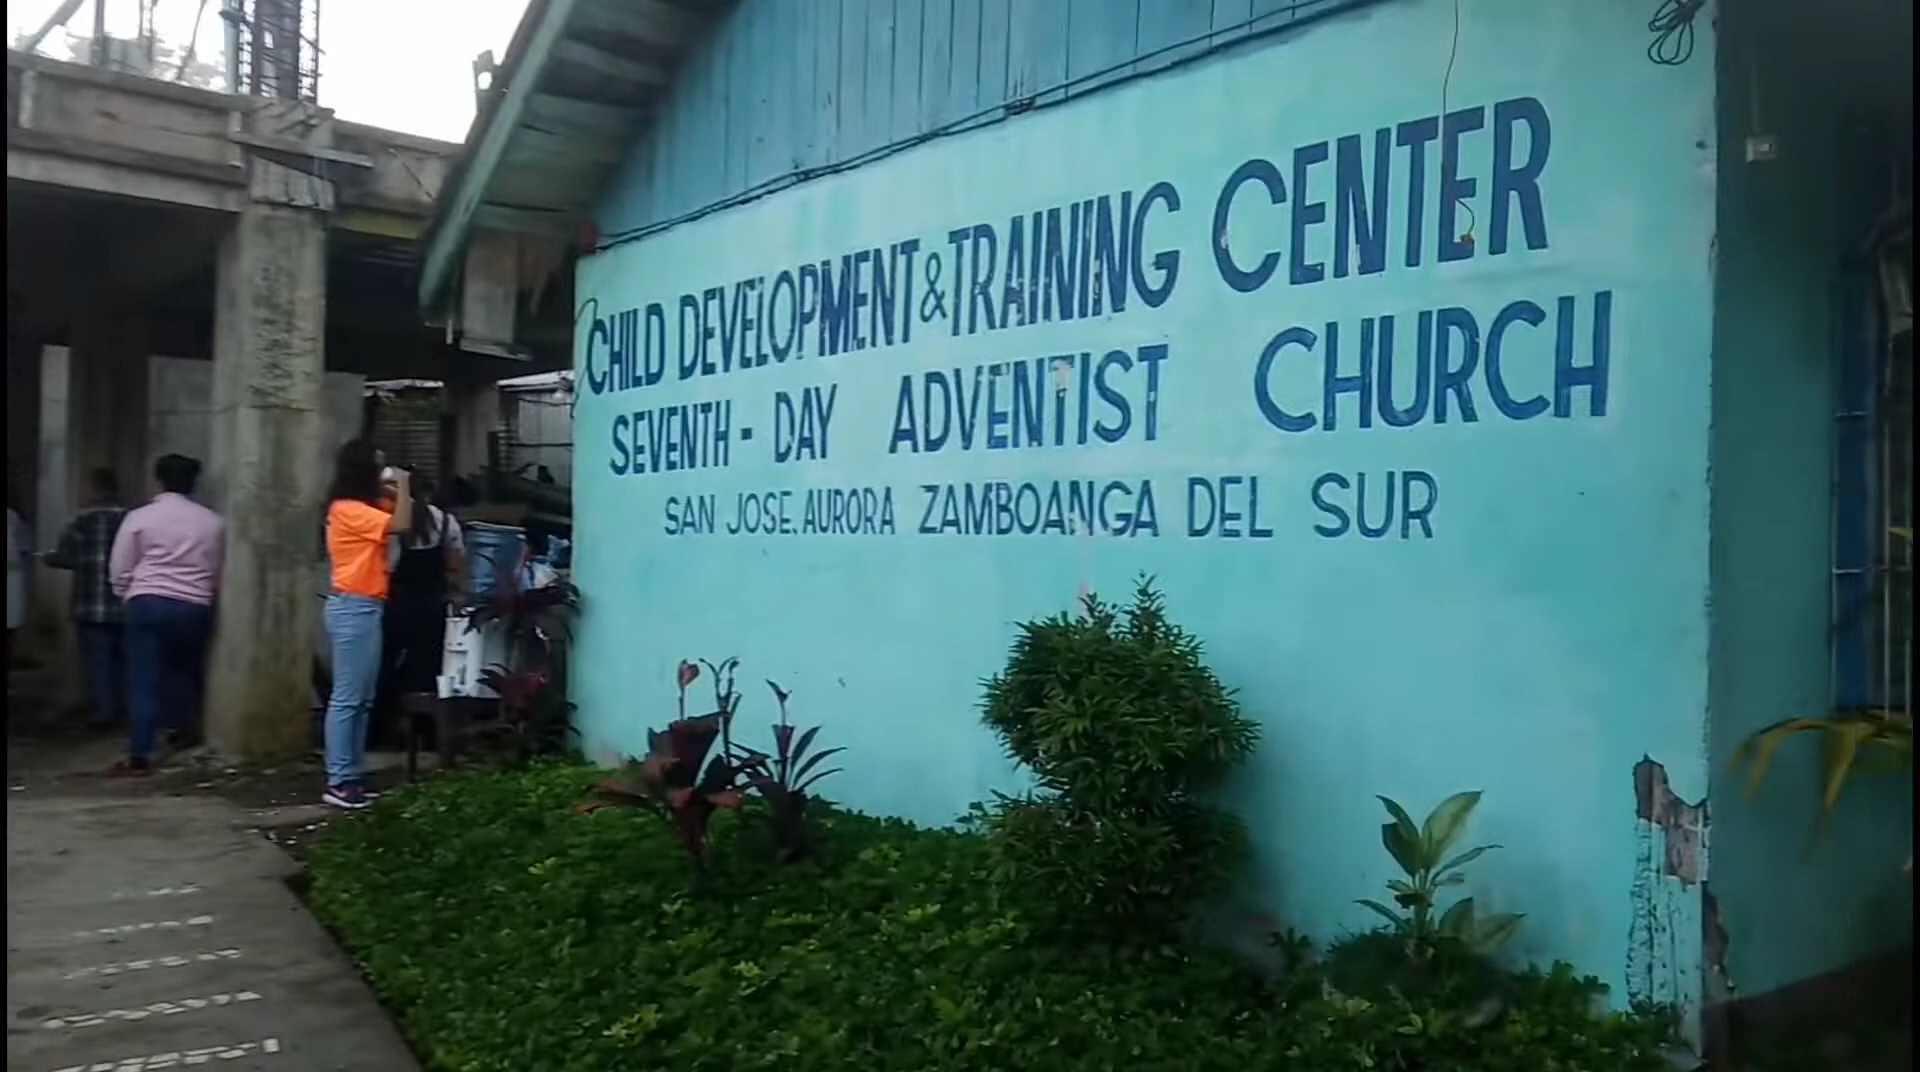 CHILD DEVELOPMENT & TRAINING CENTER
SEVENTH - DAY ADVENTIST CHURCH
SAN JOSE, AURORA ZAMBOANGA DEL SUR